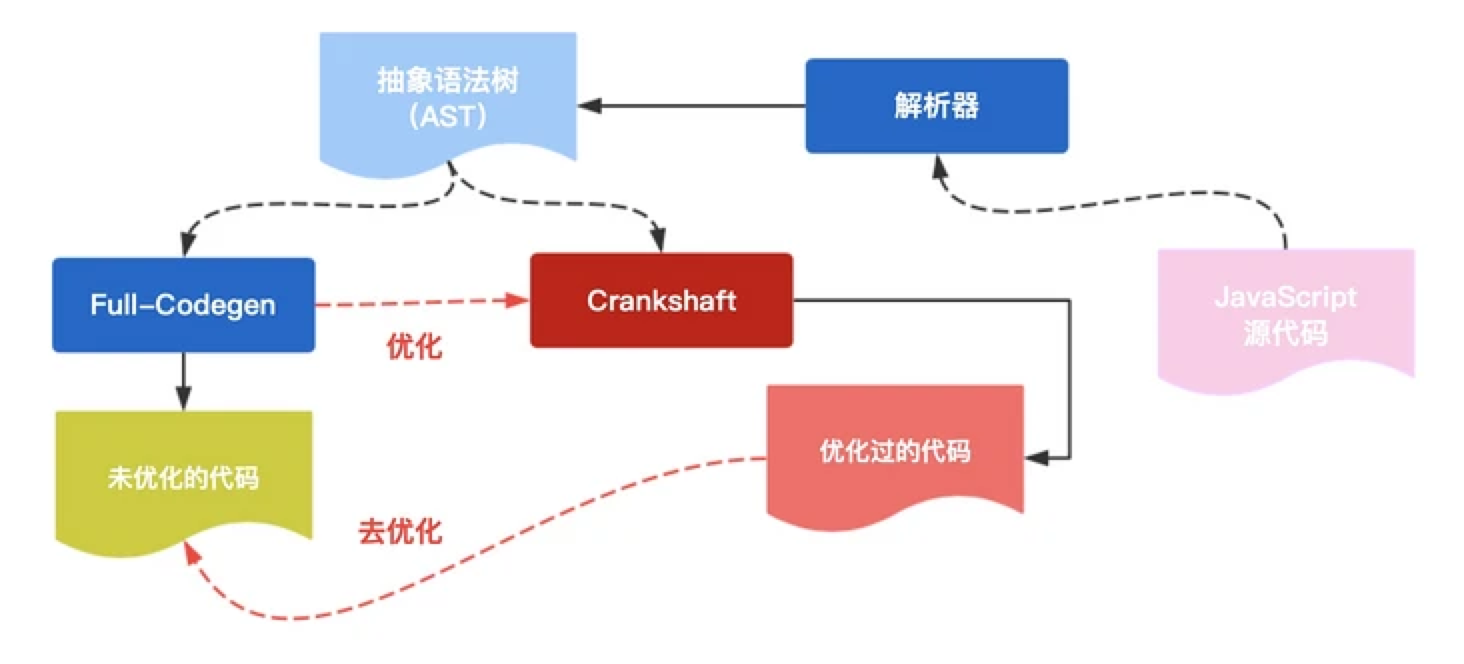 抽象语法树
（AST）
解析器
Full-Codegen
优化
Crankshaft
JavaScript
源代码
未优化的代码
优化过的代码
去优化